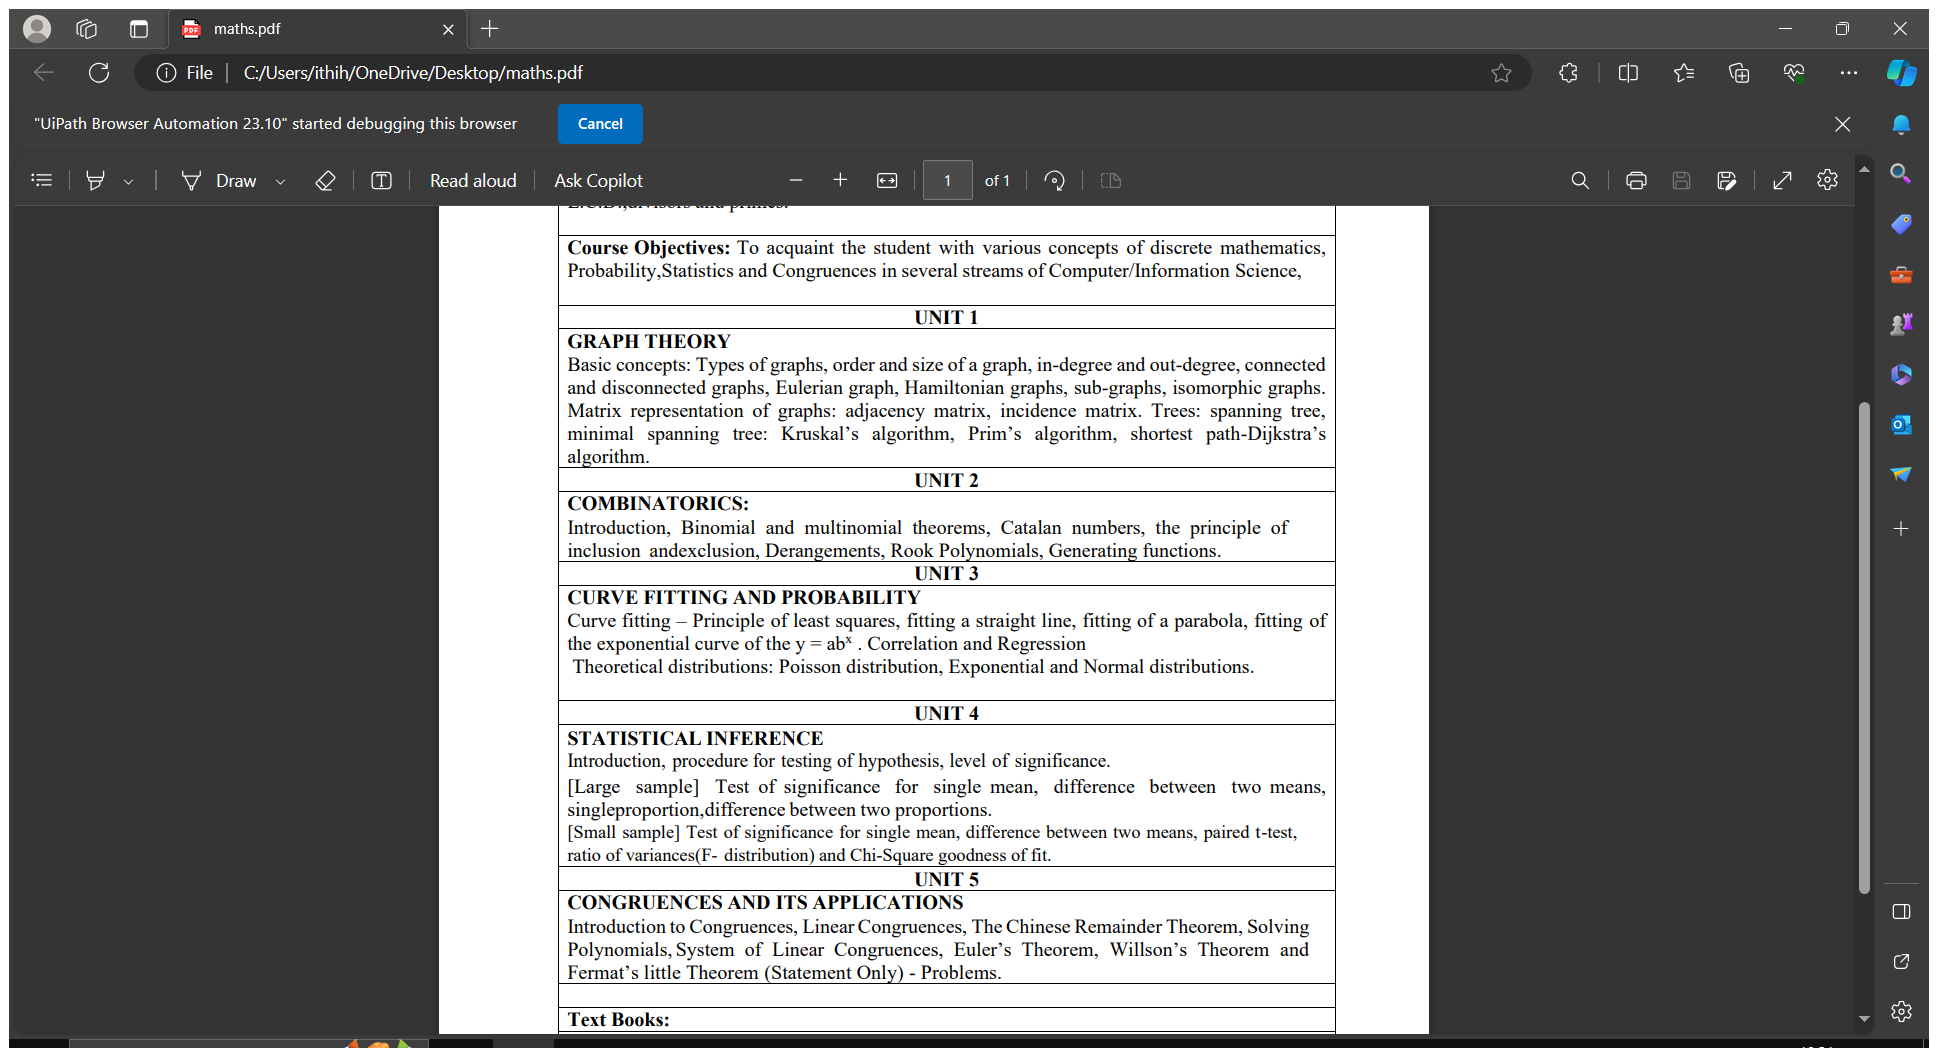 maths.pdf
File | C:/Users/ithih/OneDrive/Desktop/maths.pdf
"UiPath Browser Automation 23.10" started debugging this browser
Cancel
Draw
Read aloud
Ask Copilot
1 of 1
Course Objectives: To acquaint the student with various concepts of discrete mathematics,
Probability,Statistics and Congruences in several streams of Computer/Information Science,
UNIT 1
GRAPH THEORY
Basic concepts: Types of graphs, order and size of a graph, in-degree and out-degree, connected
and disconnected graphs, Eulerian graph, Hamiltonian graphs, sub-graphs, isomorphic graphs.
Matrix representation of graphs: adjacency matrix, incidence matrix. Trees: spanning tree,
minimal spanning tree: Kruskal’s algorithm, Prim’s algorithm, shortest path-Dijkstra’s
algorithm.
UNIT 2
COMBINATORICS:
Introduction, Binomial and multinomial theorems, Catalan numbers, the principle of
inclusion andexclusion, Derangements, Rook Polynomials, Generating functions.
UNIT 3
CURVE FITTING AND PROBABILITY
Curve fitting – Principle of least squares, fitting a straight line, fitting of a parabola, fitting of
the exponential curve of the y = abˣ . Correlation and Regression
Theoretical distributions: Poisson distribution, Exponential and Normal distributions.
UNIT 4
STATISTICAL INFERENCE
Introduction, procedure for testing of hypothesis, level of significance.
[Large sample] Test of significance for single mean, difference between two means,
singleproportion,difference between two proportions.
[Small sample] Test of significance for single mean, difference between two means, paired t-test,
ratio of variances(F- distribution) and Chi-Square goodness of fit.
UNIT 5
CONGRUENCES AND ITS APPLICATIONS
Introduction to Congruences, Linear Congruences, The Chinese Remainder Theorem, Solving
Polynomials, System of Linear Congruences, Euler’s Theorem, Willson’s Theorem and
Fermat’s little Theorem (Statement Only) - Problems.
Text Books: